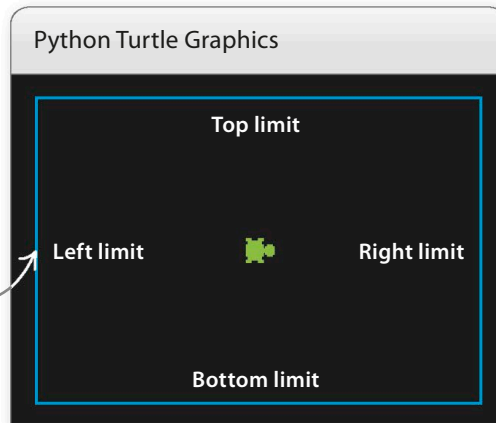 Python Turtle Graphics
Top limit
Left limit
Right limit
Bottom limit